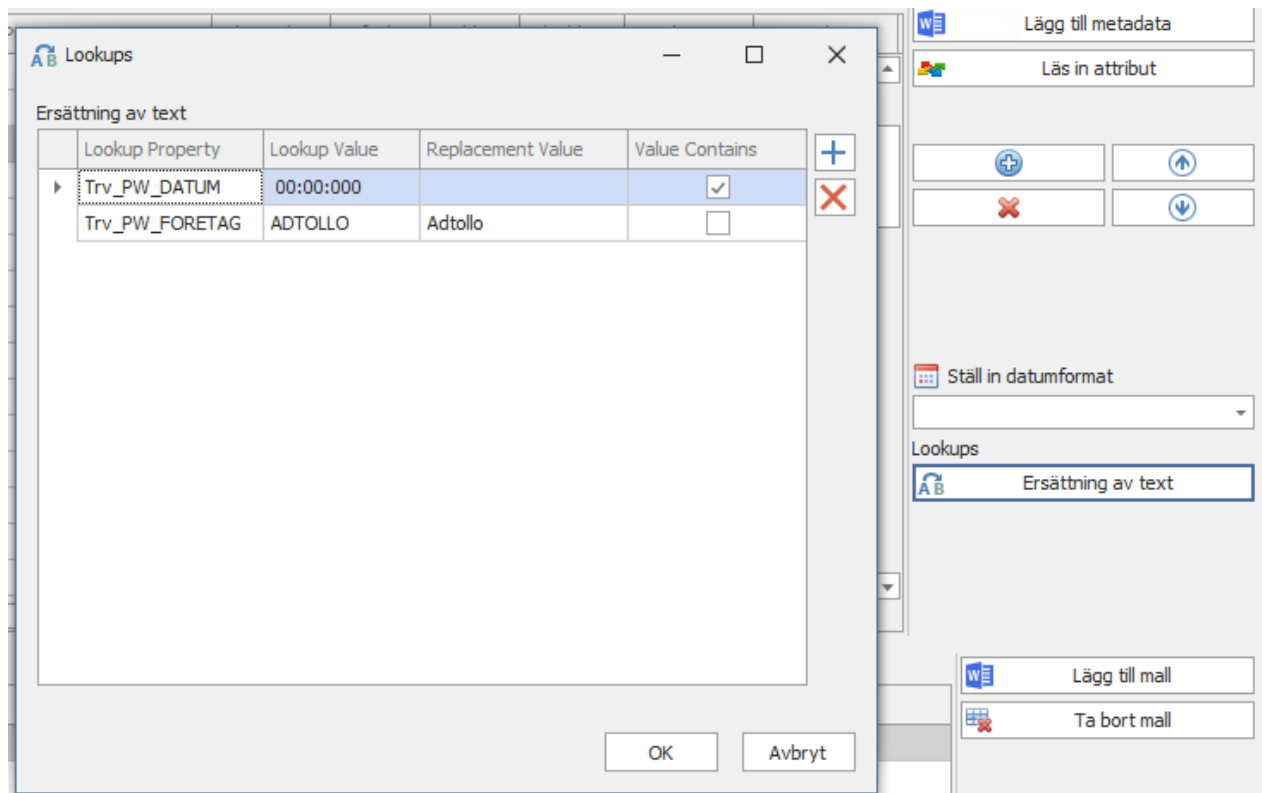 Lookups
Ersättning av text
Lookup Property Lookup Value Replacement Value Value Contains
Trv_PW_DATUM 00:00:000
Trv_PW_FORETAG ADTOLLO Adtollo
OK Avbryt
Lägg till metadata
Läs in attribut
Ställ in datumformat
Lookups
Ersättning av text
Lägg till mall
Ta bort mall